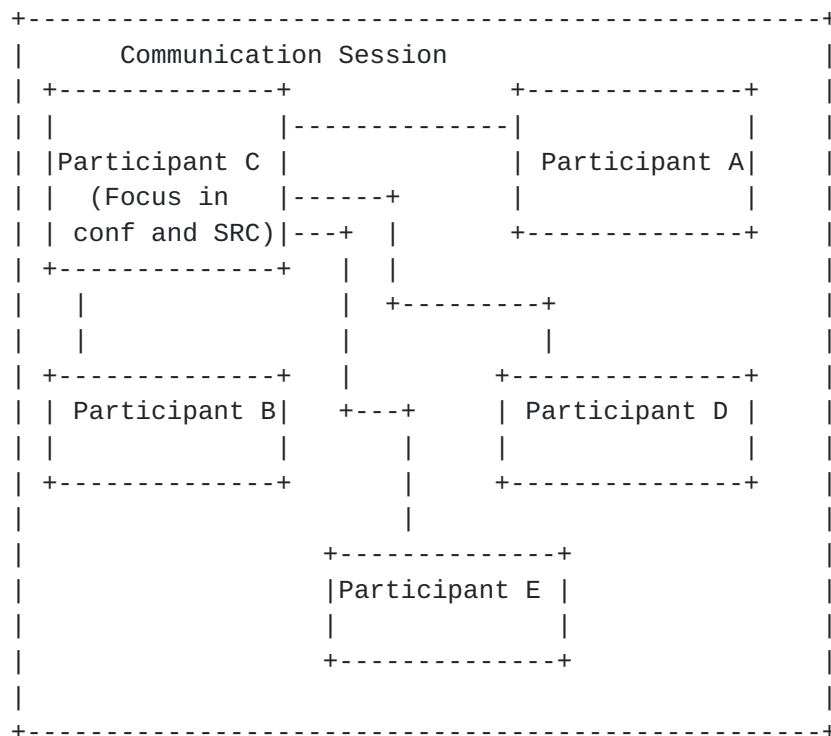 Communication Session
Participant C
Participant A
(Focus in
conf and SRC)
Participant B
Participant D
Participant E